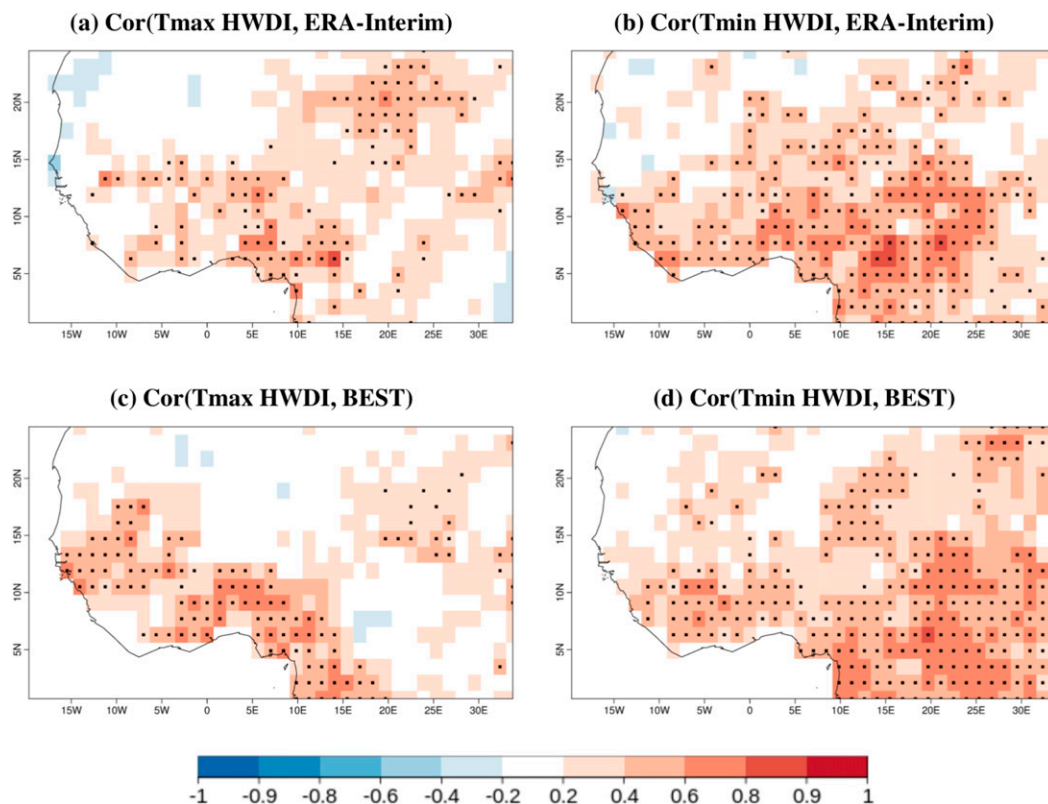 (a) Cor(Tmax HWDI, ERA-Interim)
(b) Cor(Tmin HWDI, ERA-Interim)
20N
15N
10N
5N
15W 10W 5W 0 5E 10E 15E 20E 25E 30E
20N
15N
10N
5N
15W 10W 5W 0 5E 10E 15E 20E 25E 30E
(c) Cor(Tmax HWDI, BEST)
(d) Cor(Tmin HWDI, BEST)
20N
15N
10N
5N
15W 10W 5W 0 5E 10E 15E 20E 25E 30E
20N
15N
10N
5N
15W 10W 5W 0 5E 10E 15E 20E 25E 30E
-1 -0.9 -0.8 -0.6 -0.4 -0.2 0.2 0.4 0.6 0.8 0.9 1